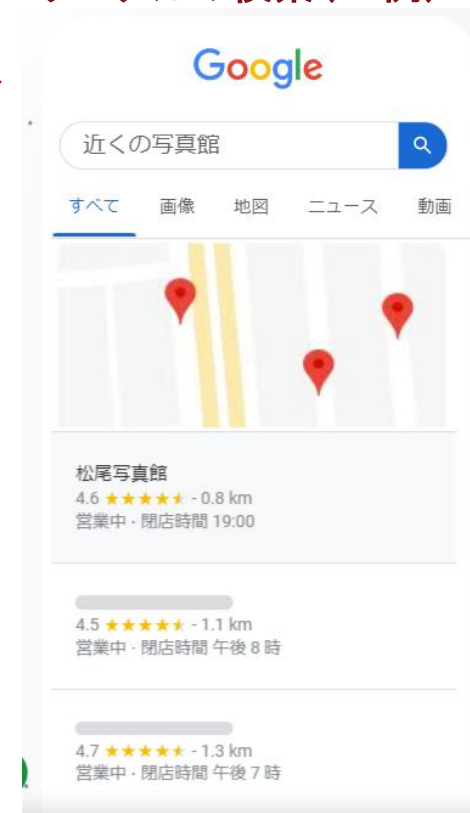 Google
近くの写真館
すべて 画像 地図 ニュース 動画
松尾写真館
4.6 ★★★★★ - 0.8 km
営業中 · 閉店時間 19:00
4.5 ★★★★★ - 1.1 km
営業中 · 閉店時間 午後 8 時
4.7 ★★★★★ - 1.3 km
営業中 · 閉店時間 午後 7 時